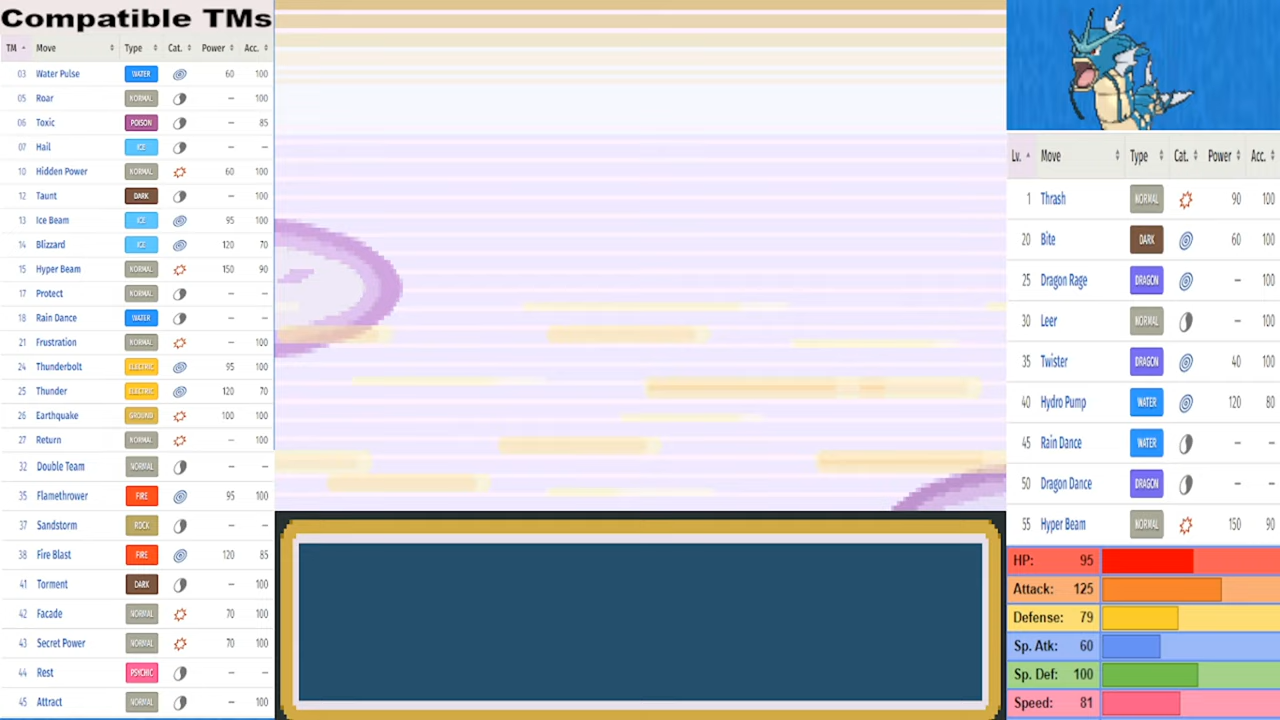 Compatible TMs
TM Move Type Cat. Power Acc.
03 Water Pulse WATER 60 100
05 Roar NORMAL — 100
06 Toxic POISON — 85
07 Hail ICE — —
10 Hidden Power NORMAL 60 100
12 Taunt DARK — 100
13 Ice Beam ICE 95 100
14 Blizzard ICE 120 70
15 Hyper Beam NORMAL 150 90
17 Protect NORMAL — —
18 Rain Dance WATER — —
21 Frustration NORMAL — 100
24 Thunderbolt ELECTRIC 95 100
25 Thunder ELECTRIC 120 70
26 Earthquake GROUND 100 100
27 Return NORMAL — 100
32 Double Team NORMAL — —
35 Flamethrower FIRE 95 100
37 Sandstorm ROCK — —
38 Fire Blast FIRE 120 85
41 Torment DARK — 100
42 Facade NORMAL 70 100
43 Secret Power NORMAL 70 100
44 Rest PSYCHIC — —
45 Attract NORMAL — 100
Lv. Move Type Cat. Power Acc.
1 Thrash NORMAL 90 100
20 Bite DARK 60 100
25 Dragon Rage DRAGON — 100
30 Leer NORMAL — 100
35 Twister DRAGON 40 100
40 Hydro Pump WATER 120 80
45 Rain Dance WATER — —
50 Dragon Dance DRAGON — —
55 Hyper Beam NORMAL 150 90
HP: 95
Attack: 125
Defense: 79
Sp. Atk: 60
Sp. Def: 100
Speed: 81